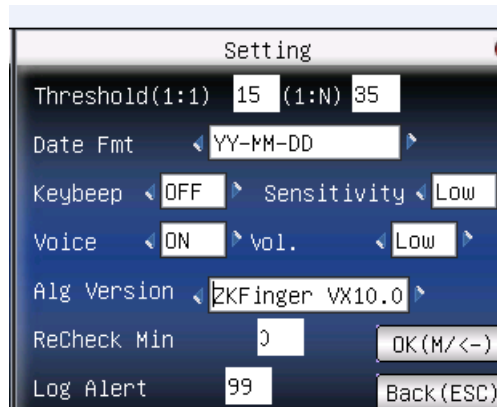 Setting
Threshold(1:1) 15 (1:N) 35
Date Fmt YY-MM-DD
Keybeep OFF Sensitivity Low
Voice ON Vol. Low
Alg Version ZKFinger VX10.0
ReCheck Min 0
OK(M/<-)
Log Alert 99
Back(ESC)